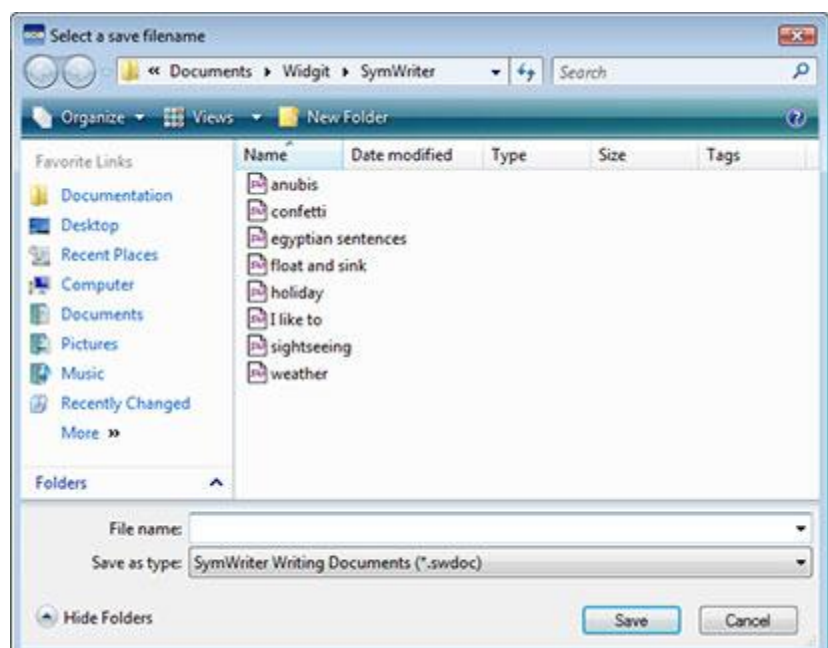 Select a save filename
« Documents ▸ Widgit ▸ SymWriter Search
Organize Views New Folder
Favorite Links
Documentation
Desktop
Recent Places
Computer
Documents
Pictures
Music
Recently Changed
More »
Folders
Name Date modified Type Size Tags
anubis
confetti
egyptian sentences
float and sink
holiday
I like to
sightseeing
weather
File name:
Save as type: SymWriter Writing Documents (*.swdoc)
Hide Folders Save Cancel